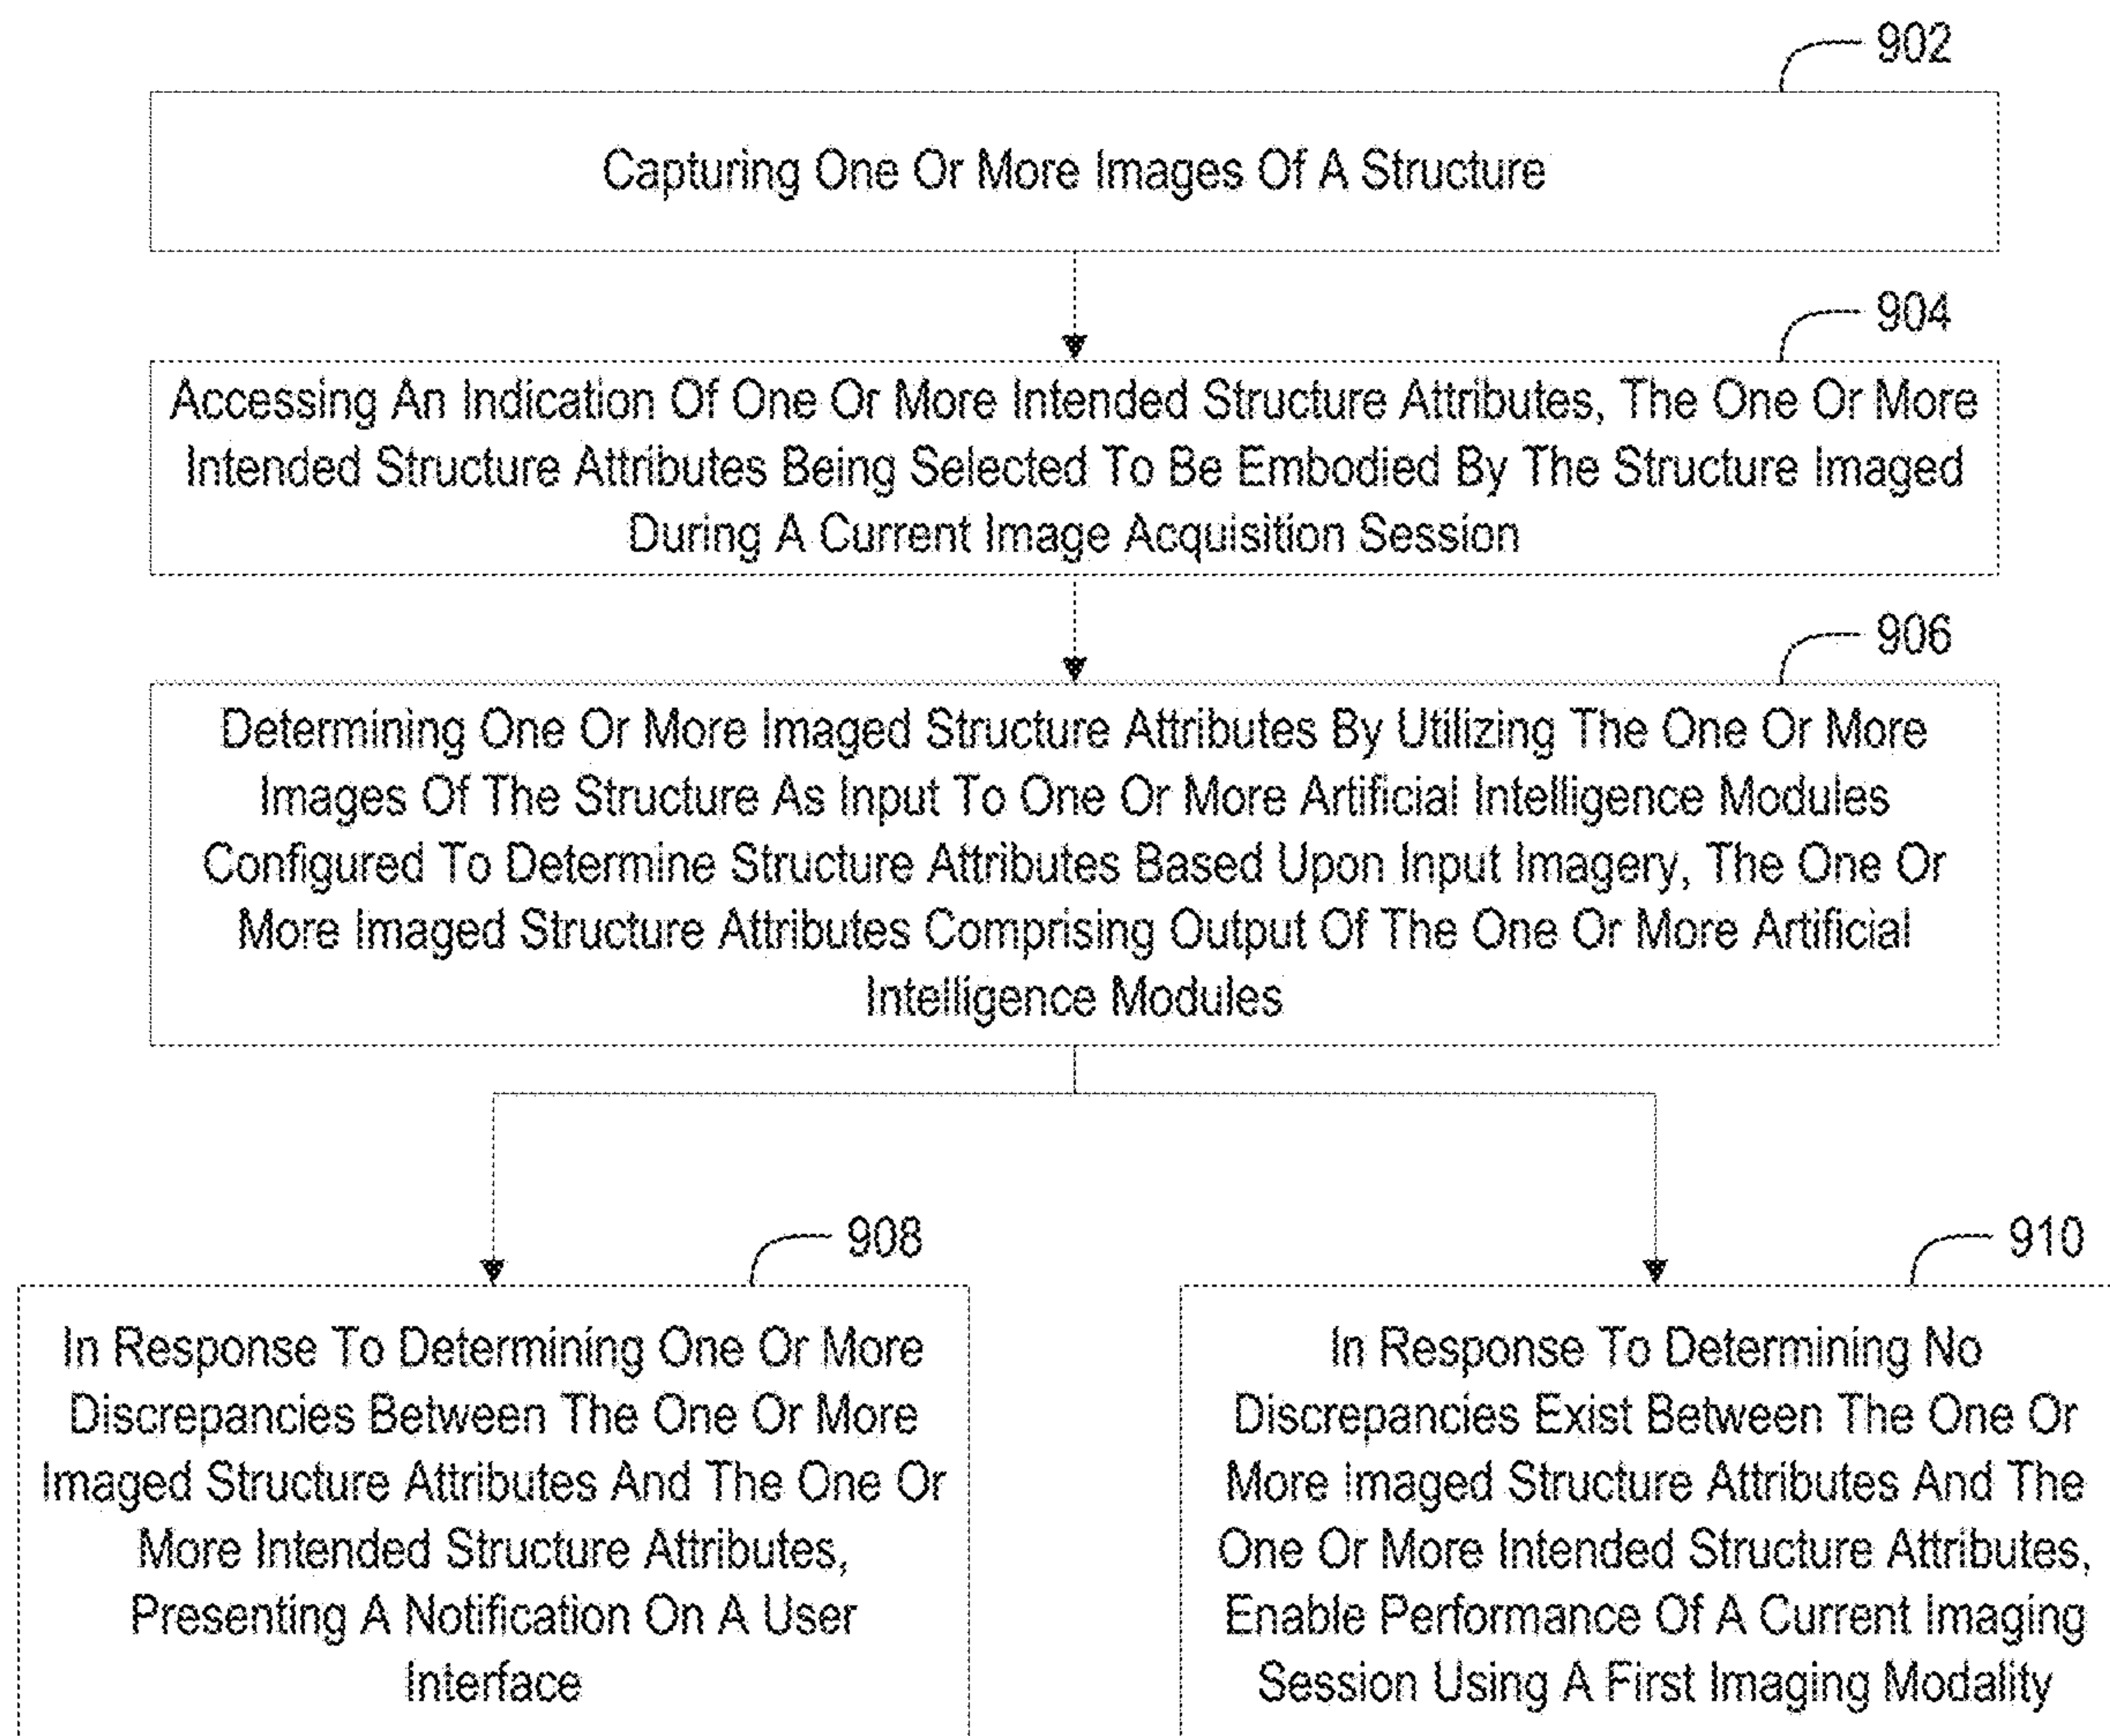 902
Capturing One Or More Images Of A Structure
904
Accessing An Indication Of One Or More Intended Structure Attributes, The One Or More
Intended Structure Attributes Being Selected To Be Embodied By The Structure Imaged
During A Current Image Acquisition Session
906
Determining One Or More Imaged Structure Attributes By Utilizing The One Or More
Images Of The Structure As Input To One Or More Artificial Intelligence Modules
Configured To Determine Structure Attributes Based Upon Input Imagery, The One Or
More Imaged Structure Attributes Comprising Output Of The One Or More Artificial
Intelligence Modules
908
In Response To Determining One Or More
Discrepancies Between The One Or More
Imaged Structure Attributes And The One Or
More Intended Structure Attributes,
Presenting A Notification On A User
Interface
910
In Response To Determining No
Discrepancies Exist Between The One Or
More Imaged Structure Attributes And The
One Or More Intended Structure Attributes,
Enable Performance Of A Current Imaging
Session Using A First Imaging Modality